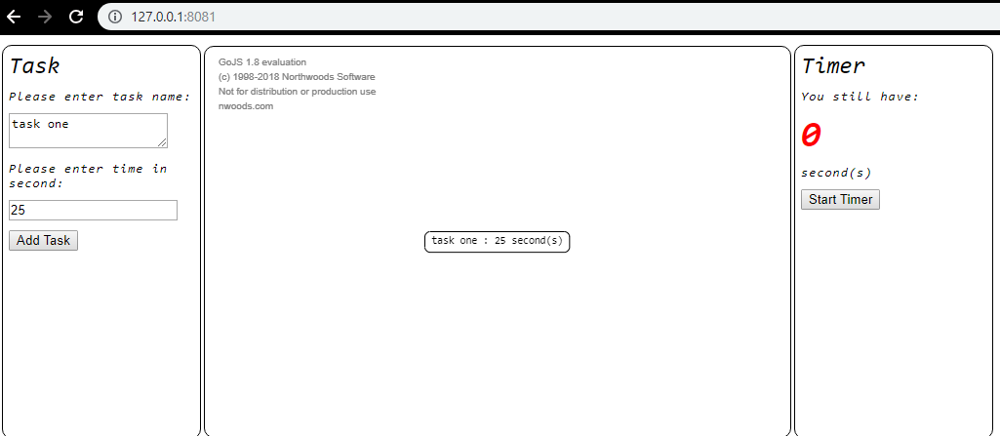 127.0.0.1:8081
Task
Please enter task name:
task one
Please enter time in
second:
25
Add Task
GoJS 1.8 evaluation
(c) 1998-2018 Northwoods Software
Not for distribution or production use
nwoods.com
task one : 25 second(s)
Timer
You still have:
0
second(s)
Start Timer